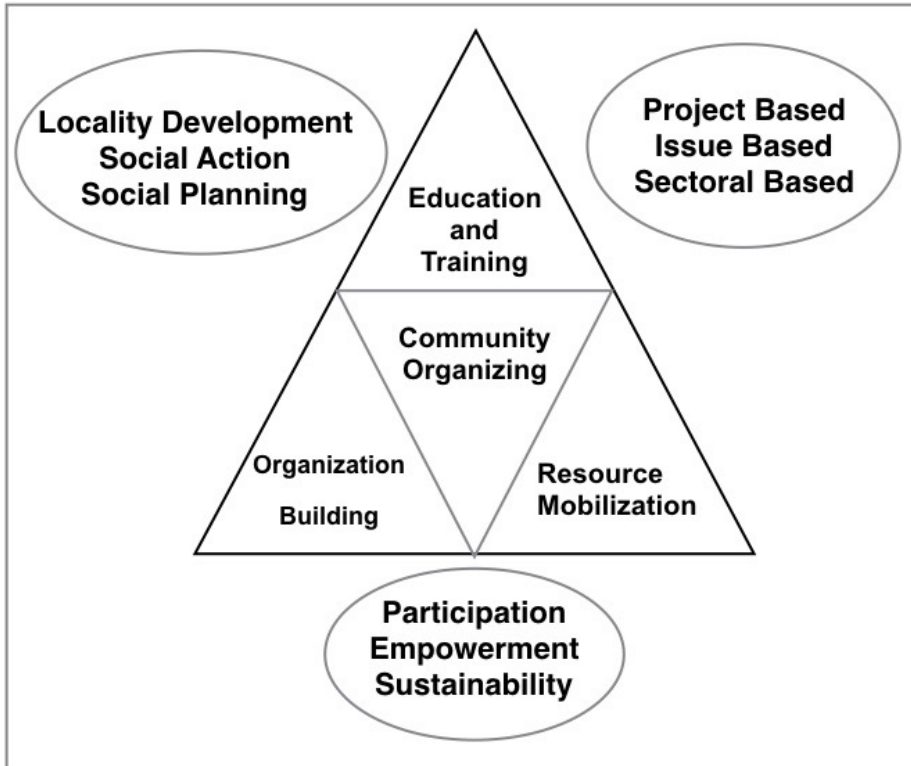 Locality Development
Social Action
Social Planning
Project Based
Issue Based
Sectoral Based
Education
and
Training
Community
Organizing
Organization
Building
Resource
Mobilization
Participation
Empowerment
Sustainability